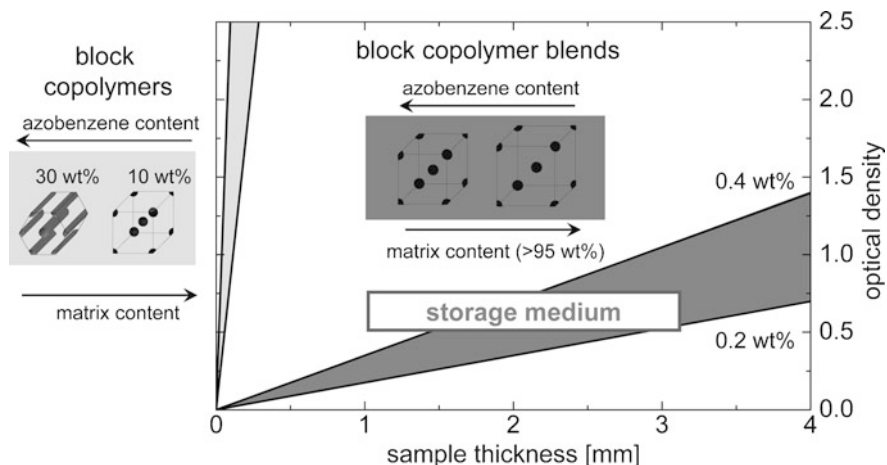 block
copolymers
azobenzene content
30 wt%
10 wt%
matrix content
block copolymer blends
azobenzene content
matrix content (>95 wt%)
storage medium
0.4 wt%
0.2 wt%
2.5
2.0
1.5
1.0
0.5
0.0
optical density
0
1
2
3
4
sample thickness [mm]